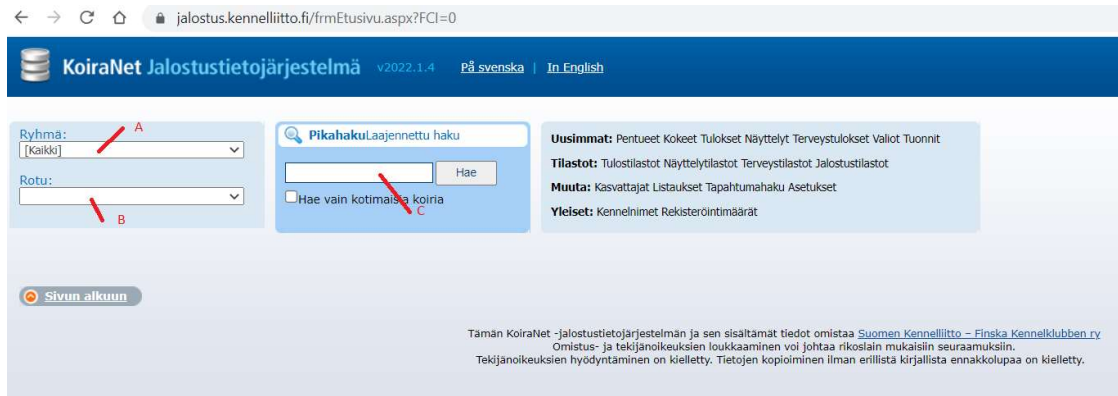 jalostus.kennelliitto.fi/frmEtusivu.aspx?FCI=0
KoiraNet Jalostustietojärjestelmä v2022.1.4 På svenska | In English
Ryhmä: A
[Kaikki]
Rotu:
B
PikahakuLaajennettu haku
Hae
Hae vain kotimaisia koiria
C
Uusimmat: Pentueet Kokeet Tulokset Näyttelyt Terveystulokset Valiot Tuonnit
Tilastot: Tulostilastot Näyttelytilastot Terveystilastot Jalostustilastot
Muuta: Kasvattajat Listaukset Tapahtumahaku Asetukset
Yleiset: Kennelnimet Rekisteröintimäärät
Sivun alkuun
Tämän KoiraNet -jalostustietojärjestelmän ja sen sisältämät tiedot omistaa Suomen Kennelliitto – Finska Kennelklubben ry
Omistus- ja tekijänoikeuksien loukkaaminen voi johtaa rikoslain mukaisiin seuraamuksiin.
Tekijänoikeuksien hyödyntäminen on kielletty. Tietojen kopioiminen ilman erillistä kirjallista ennakkolupaa on kielletty.